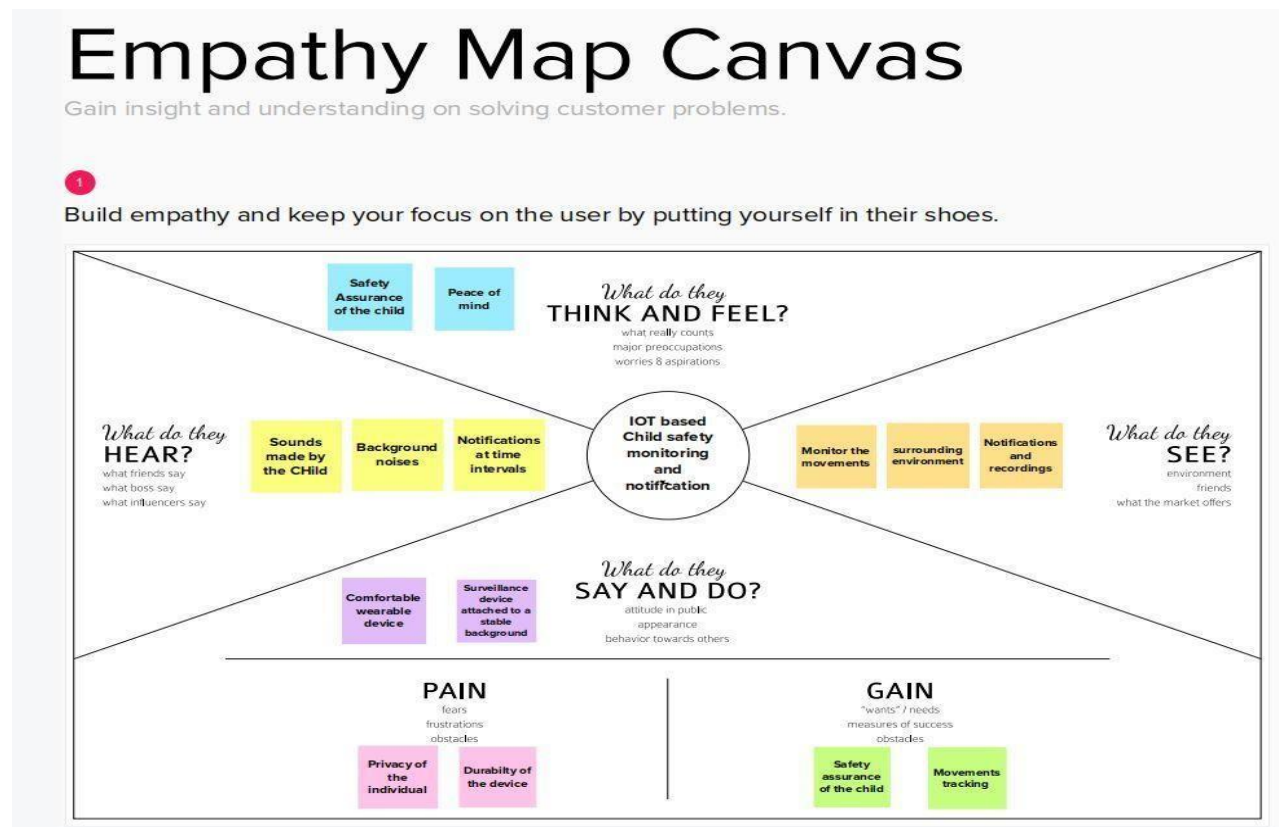 Empathy Map Canvas
Gain insight and understanding on solving customer problems.
1
Build empathy and keep your focus on the user by putting yourself in their shoes.
Safety
Assurance
of the child
Peace of
mind
What do they
THINK AND FEEL?
what really counts
major preoccupations
worries & aspirations
What do they
HEAR?
what friends say
what boss say
what influencers say
Sounds
made by
the CHild
Background
noises
Notifications
at time
intervals
IOT based
Child safety
monitoring
and
notification
Monitor the
movements
surrounding
environment
Notifications
and
recordings
What do they
SEE?
environment
friends
what the market offers
Comfortable
wearable
device
Surveillance
device
attached to a
stable
background
What do they
SAY AND DO?
attitude in public
appearance
behavior towards others
PAIN
fears
frustrations
obstacles
Privacy of
the
individual
Durabilty of
the device
GAIN
"wants" / needs
measures of success
obstacles
Safety
assurance
of the child
Movements
tracking